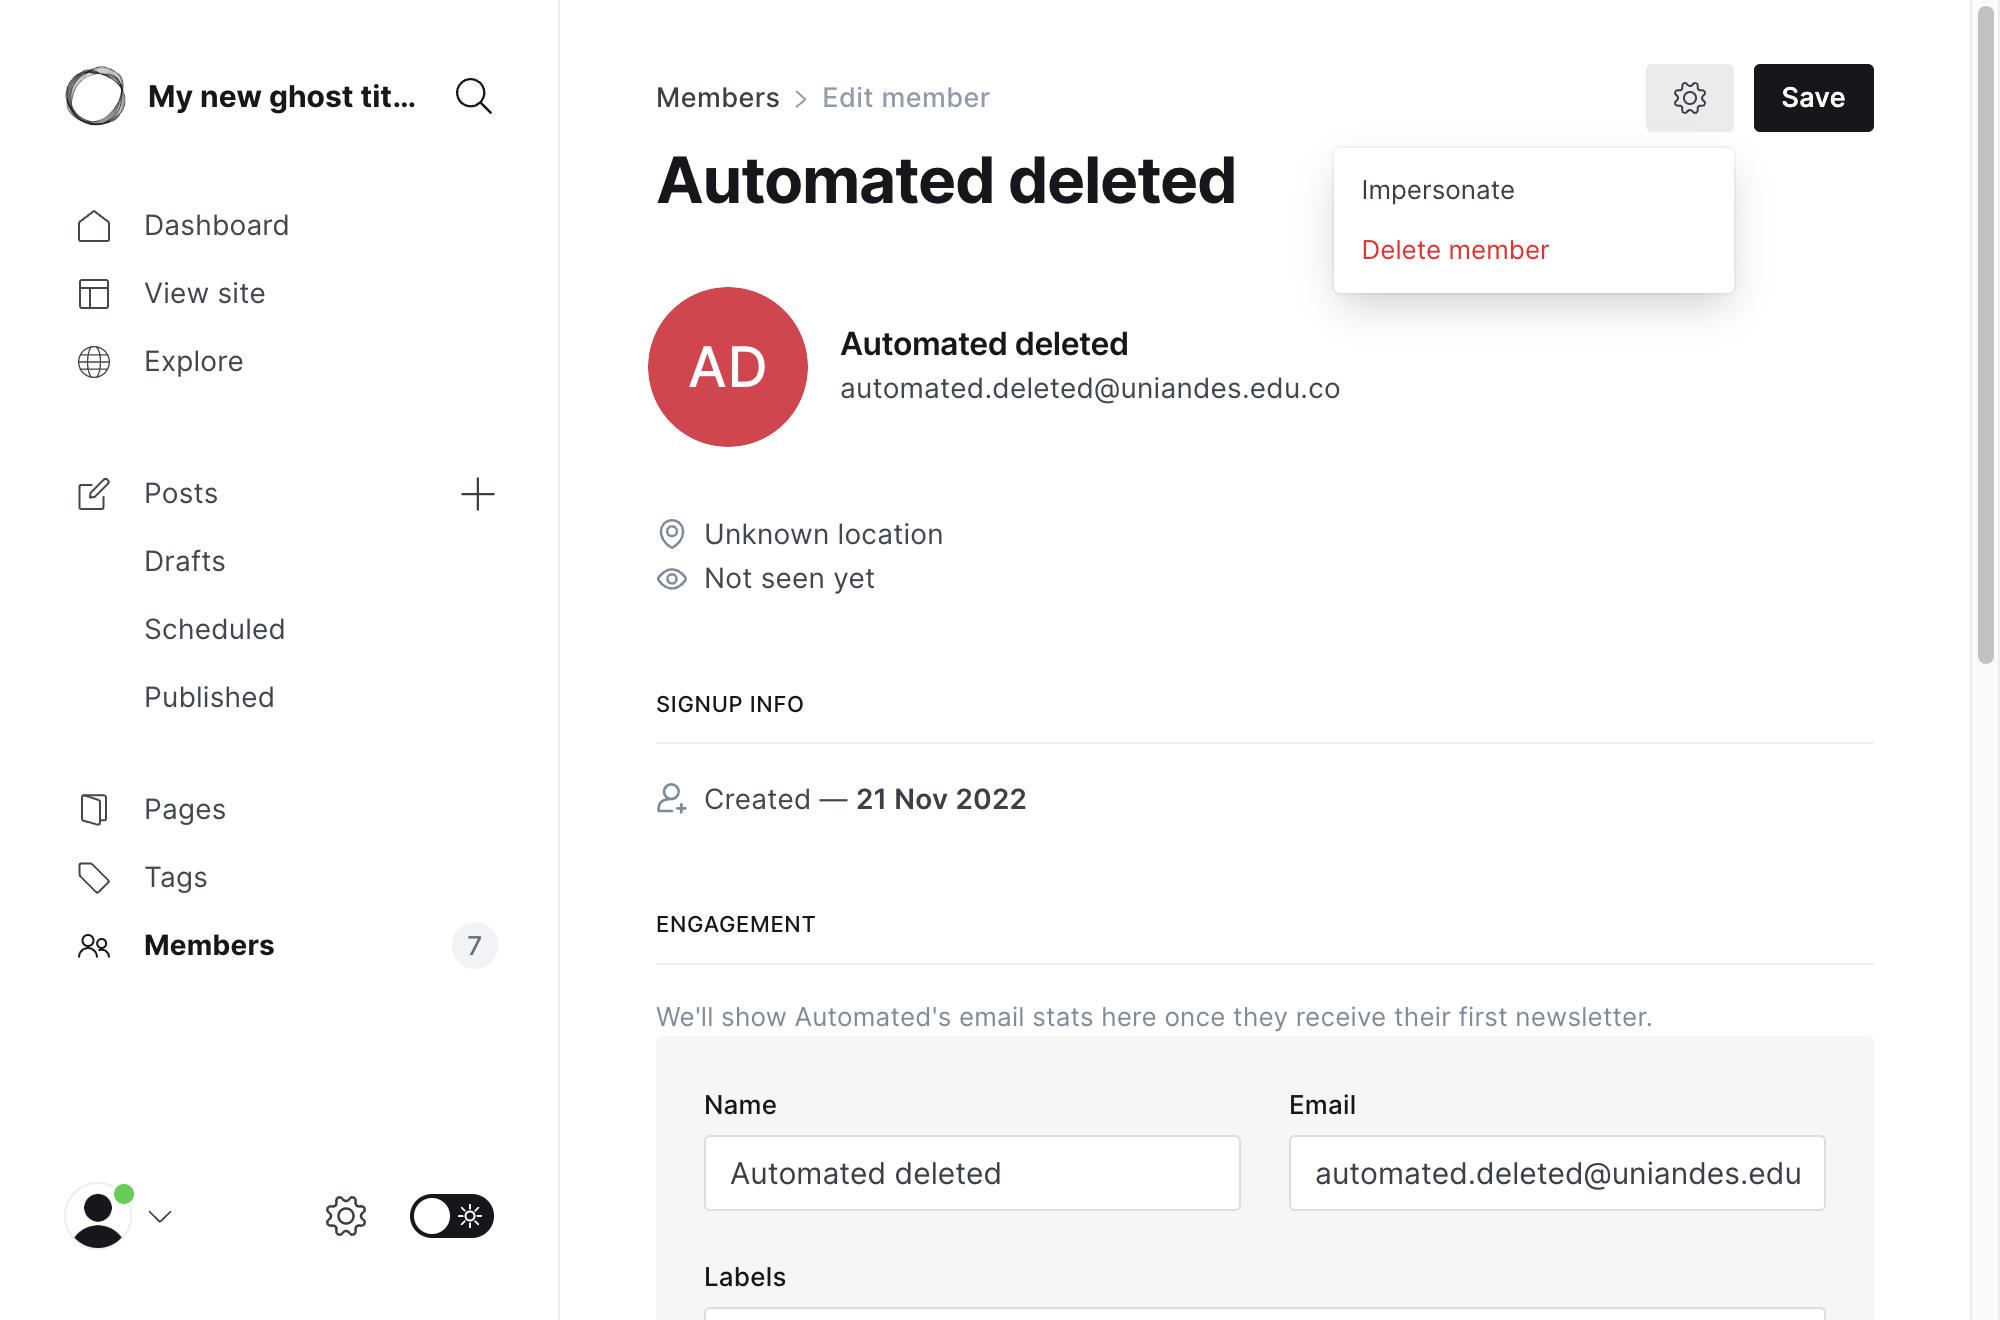 My new ghost tit...
Dashboard
View site
Explore
Posts
Drafts
Scheduled
Published
Pages
Tags
Members
7
Members > Edit member
Save
Automated deleted
Impersonate
Delete member
AD
Automated deleted
automated.deleted@uniandes.edu.co
Unknown location
Not seen yet
SIGNUP INFO
Created — 21 Nov 2022
ENGAGEMENT
We'll show Automated's email stats here once they receive their first newsletter.
Name
Email
Automated deleted
automated.deleted@uniandes.edu
Labels